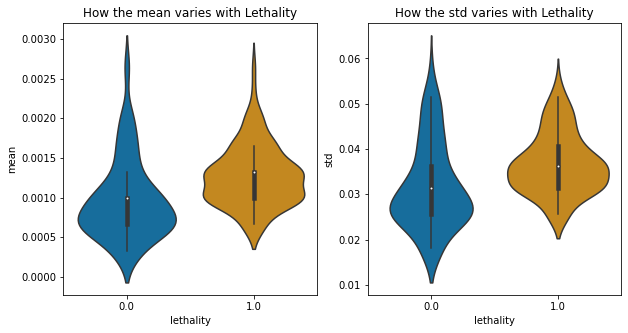 How the mean varies with Lethality
mean
0.0030
0.0025
0.0020
0.0015
0.0010
0.0005
0.0000
0.0
1.0
lethality
How the std varies with Lethality
std
0.06
0.05
0.04
0.03
0.02
0.01
0.0
1.0
lethality